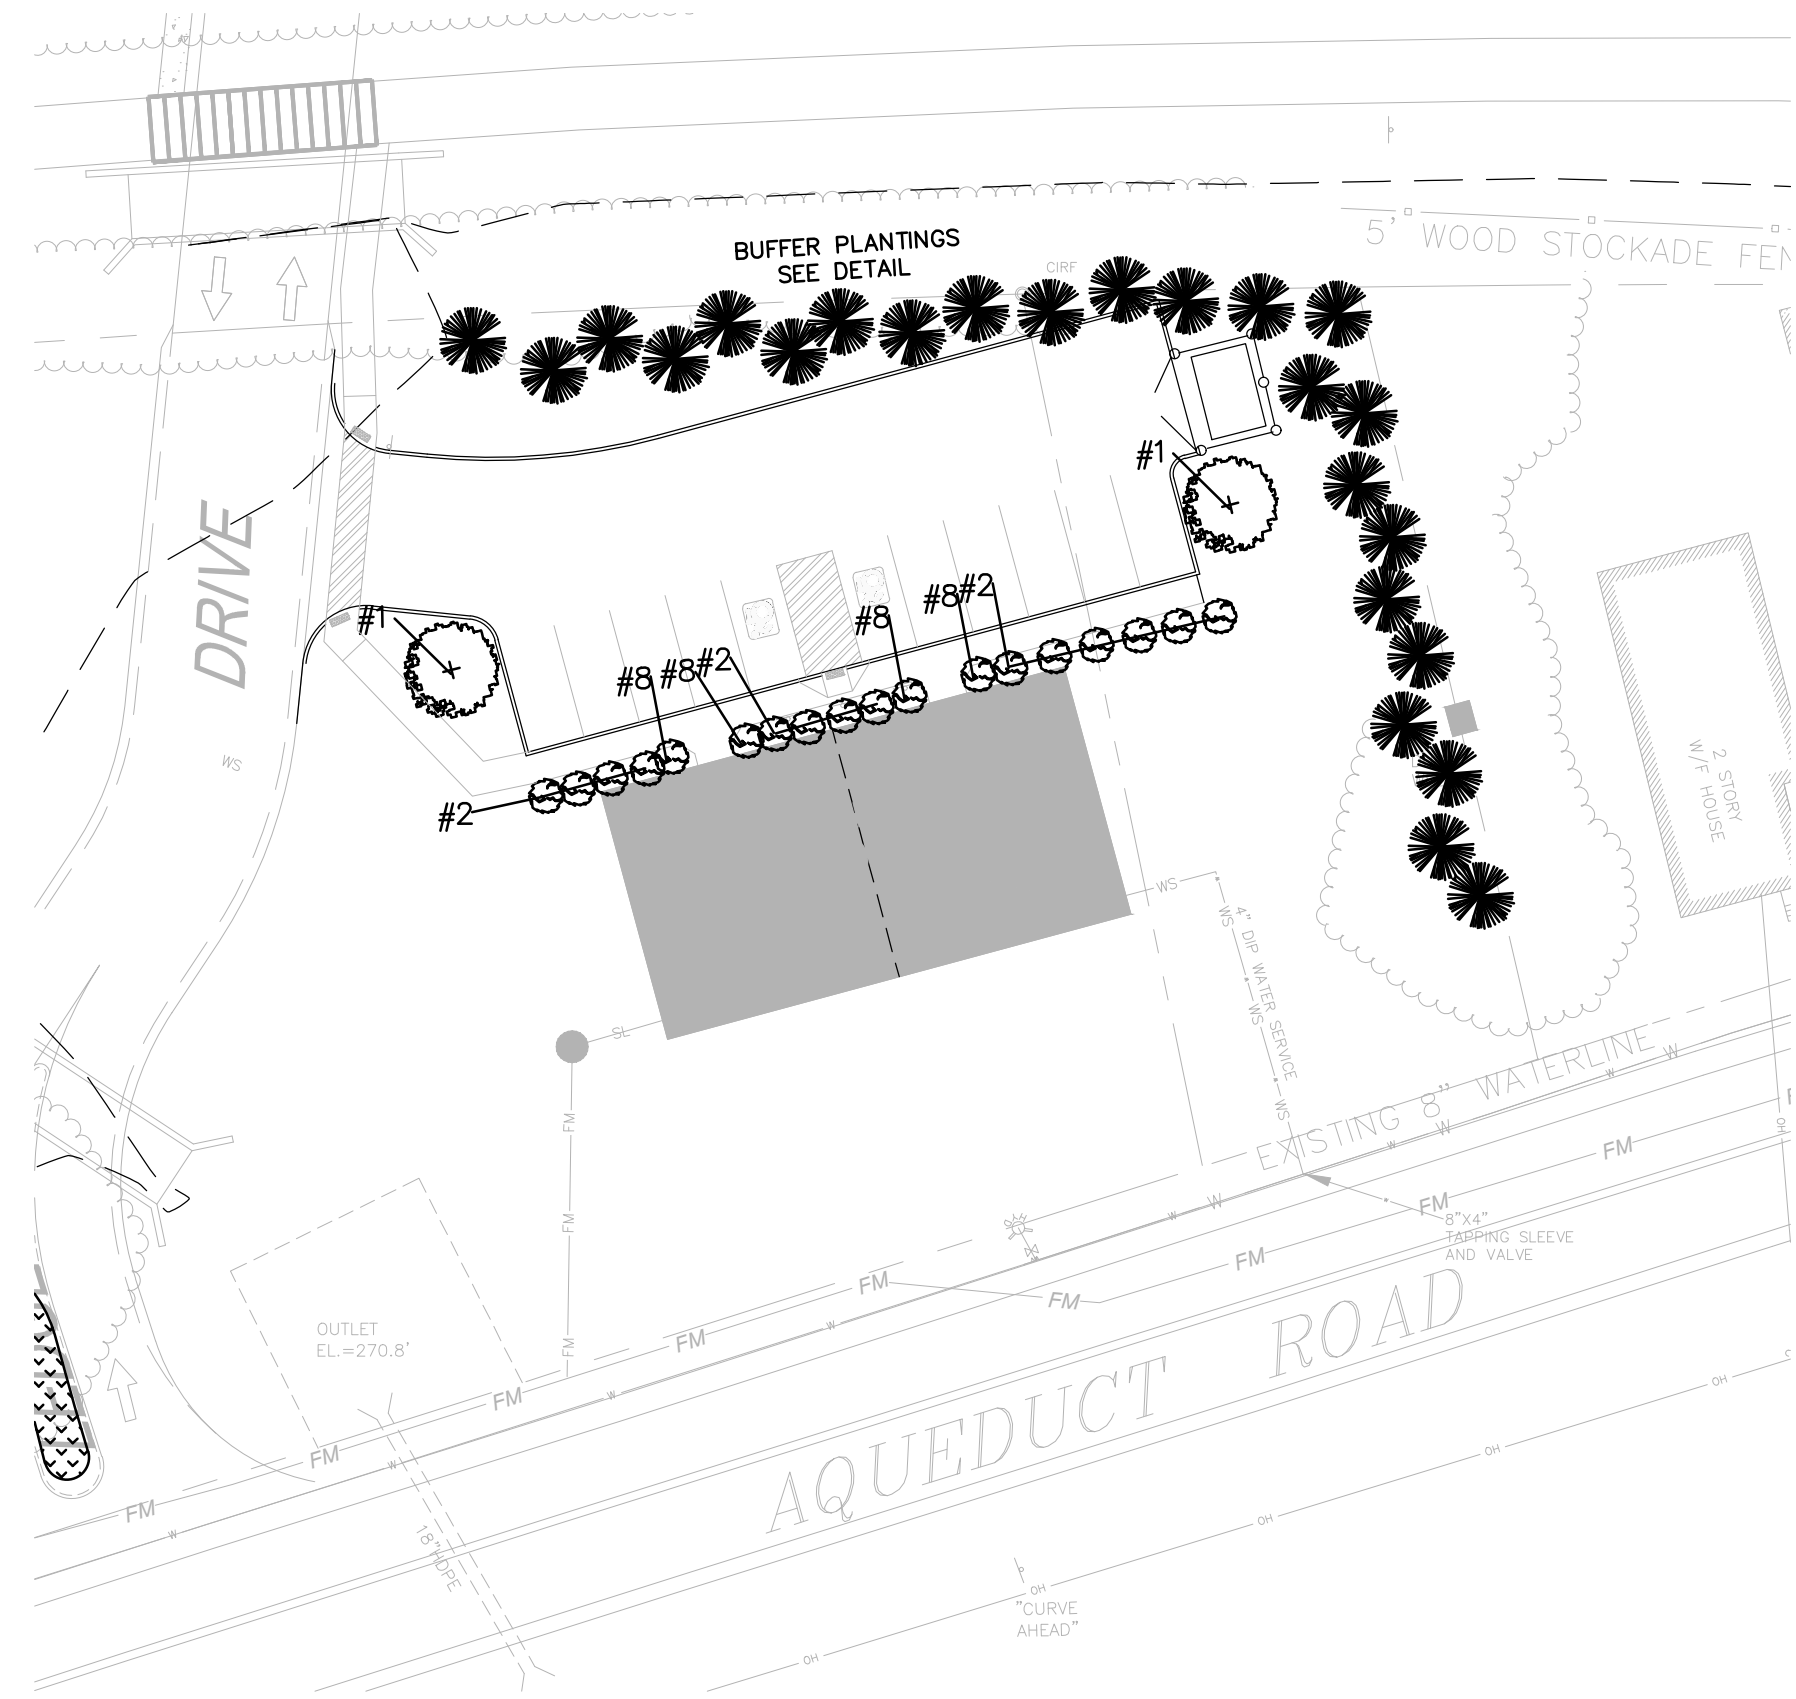 5' WOOD STOCKADE FEN
BUFFER PLANTINGS
SEE DETAIL
CIRF
#1
DRIVE
#1
#8
#2
#8
#8
#8
#2
#2
WS
2 STORY
W/F HOUSE
WS
WS
4" DIP WATER SERVICE
WS
WS
SL
FM
FM
FM
EXISTING 8" WATERLINE
W
W
W
W
W
W
W
W
W
W
FM
FM
FM
FM
FM
FM
FM
FM
FM
8"X4"
TAPPING SLEEVE
AND VALVE
OUTLET
EL.=270.8'
AQUEDUCT ROAD
18"HDPE
OH
OH
OH
OH
OH
OH
"CURVE
AHEAD"